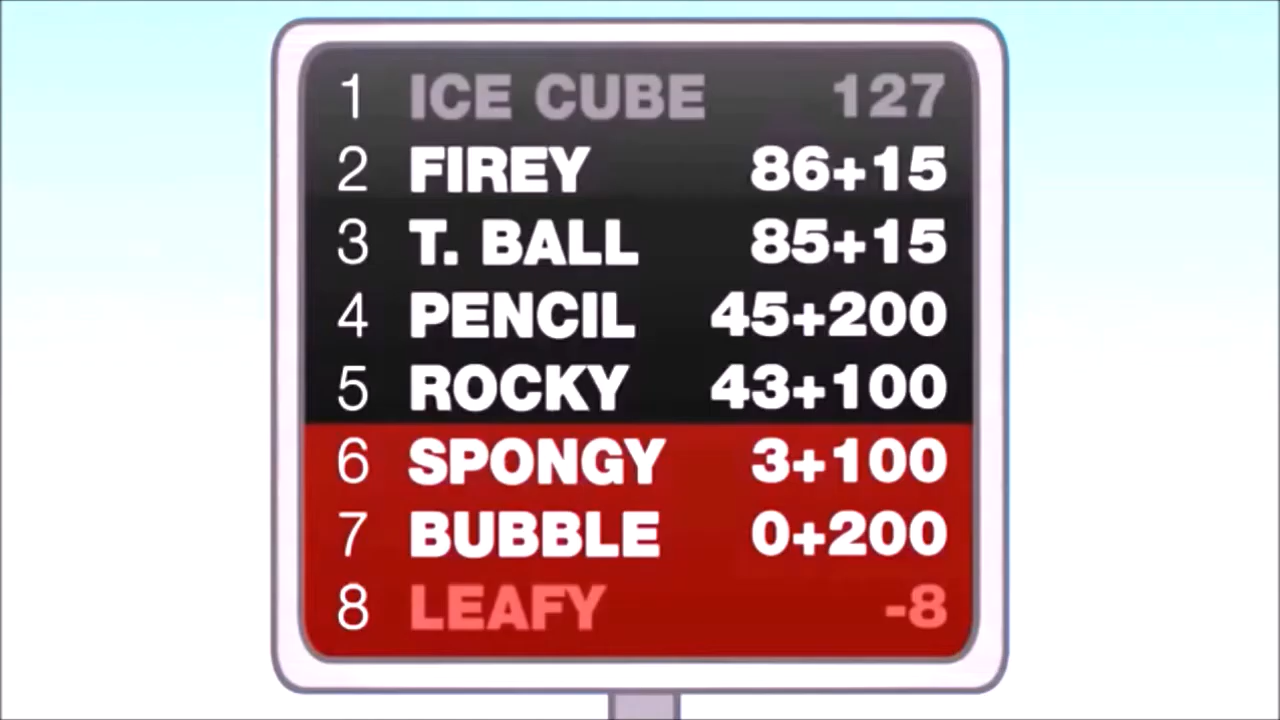 1 ICE CUBE 127
2 FIREY 86+15
3 T. BALL 85+15
4 PENCIL 45+200
5 ROCKY 43+100
6 SPONGY 3+100
7 BUBBLE 0+200
8 LEAFY -8